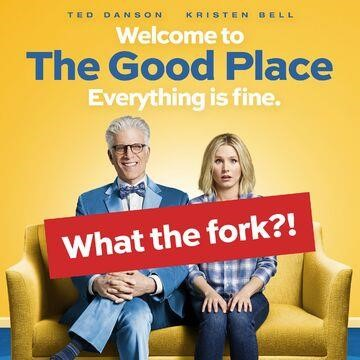 TED DANSON KRISTEN BELL
Welcome to
The Good Place
Everything is fine.
What the fork?!